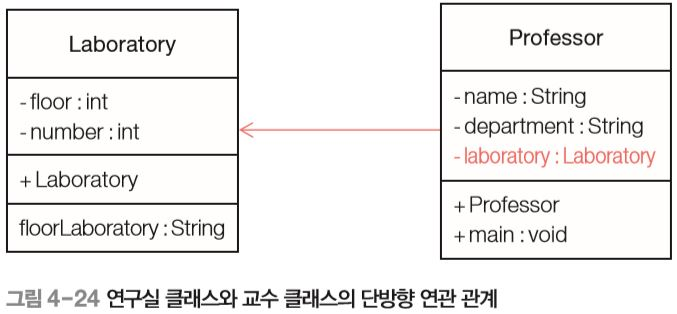 Laboratory
- floor : int
- number : int
+ Laboratory
floorLaboratory : String
Professor
- name : String
- department : String
- laboratory : Laboratory
+ Professor
+ main : void
그림 4-24 연구실 클래스와 교수 클래스의 단방향 연관 관계